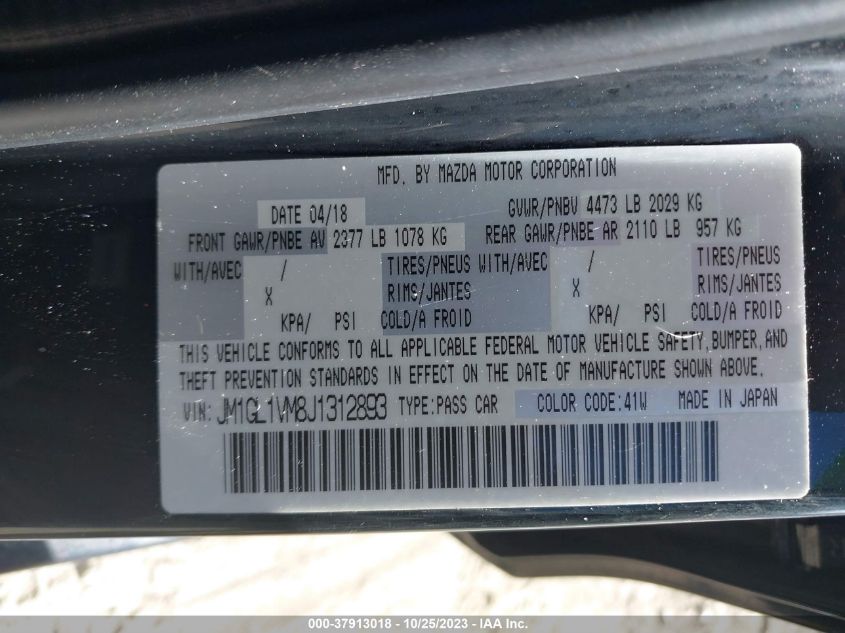 MFD. BY MAZDA MOTOR CORPORATION
DATE 04/18 GVWR/PNBV 4473 LB 2029 KG
FRONT GAWR/PNBE AV 2377 LB 1078 KG REAR GAWR/PNBE AR 2110 LB 957 KG
WITH/AVEC / TIRES/PNEUS WITH/AVEC / TIRES/PNEUS
X RIMS/JANTES X RIMS/JANTES
KPA/ PSI COLD/A FROID KPA/ PSI COLD/A FROID
THIS VEHICLE CONFORMS TO ALL APPLICABLE FEDERAL MOTOR VEHICLE SAFETY, BUMPER, AND
THEFT PREVENTION STANDARDS IN EFFECT ON THE DATE OF MANUFACTURE SHOWN ABOVE.
VIN: JM1GL1VM8J1312893 TYPE:PASS CAR COLOR CODE:41W MADE IN JAPAN
000-37913018 - 10/25/2023 - IAA Inc.